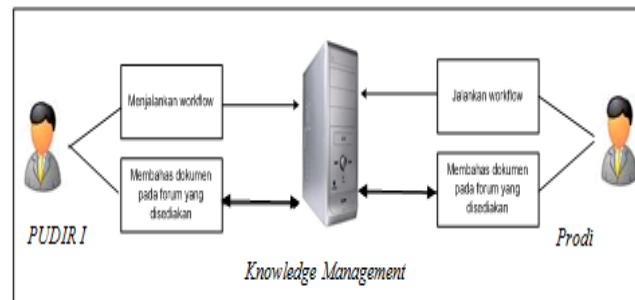 Menjalankan workflow
Jalankan workflow
Membahas dokumen
pada forum yang
disediakan
Membahas dokumen
pada forum yang
disediakan
PUDIR I
Prodi
Knowledge Management